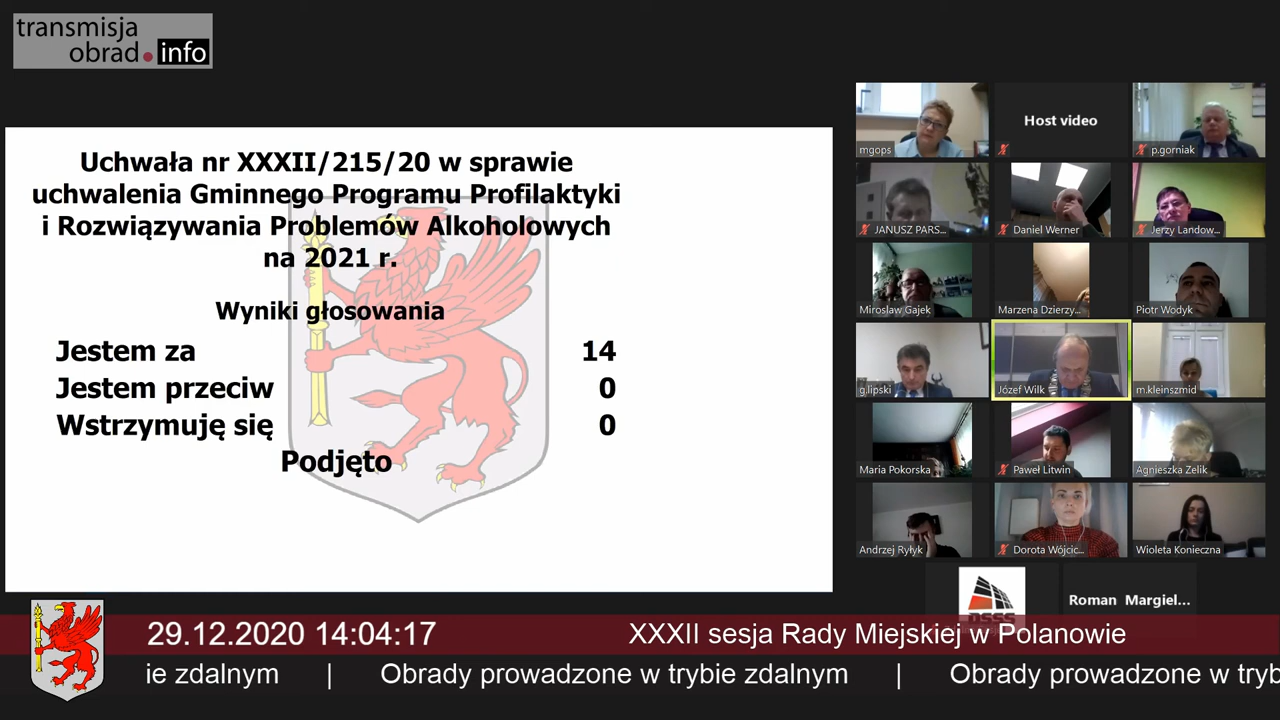 transmisja
obrad.info
Uchwała nr XXXII/215/20 w sprawie
uchwalenia Gminnego Programu Profilaktyki
i Rozwiązywania Problemów Alkoholowych
na 2021 r.
Wyniki głosowania
Jestem za 14
Jestem przeciw 0
Wstrzymuję się 0
Podjęto
mgops
Host video
p.gorniak
JANUSZ PARS...
Daniel Werner
Jerzy Landow...
Mirosław Gajek
Marzena Dzierzy...
Piotr Wodyk
g.lipski
Józef Wilk
m.kleinszmid
Maria Pokorska
Paweł Litwin
Agnieszka Zelik
Andrzej Ryłyk
Dorota Wójcic...
Wioleta Konieczna
Roman Margiel...
29.12.2020 14:04:17
XXXII sesja Rady Miejskiej w Polanowie
ie zdalnym | Obrady prowadzone w trybie zdalnym | Obrady prowadzone w tryb